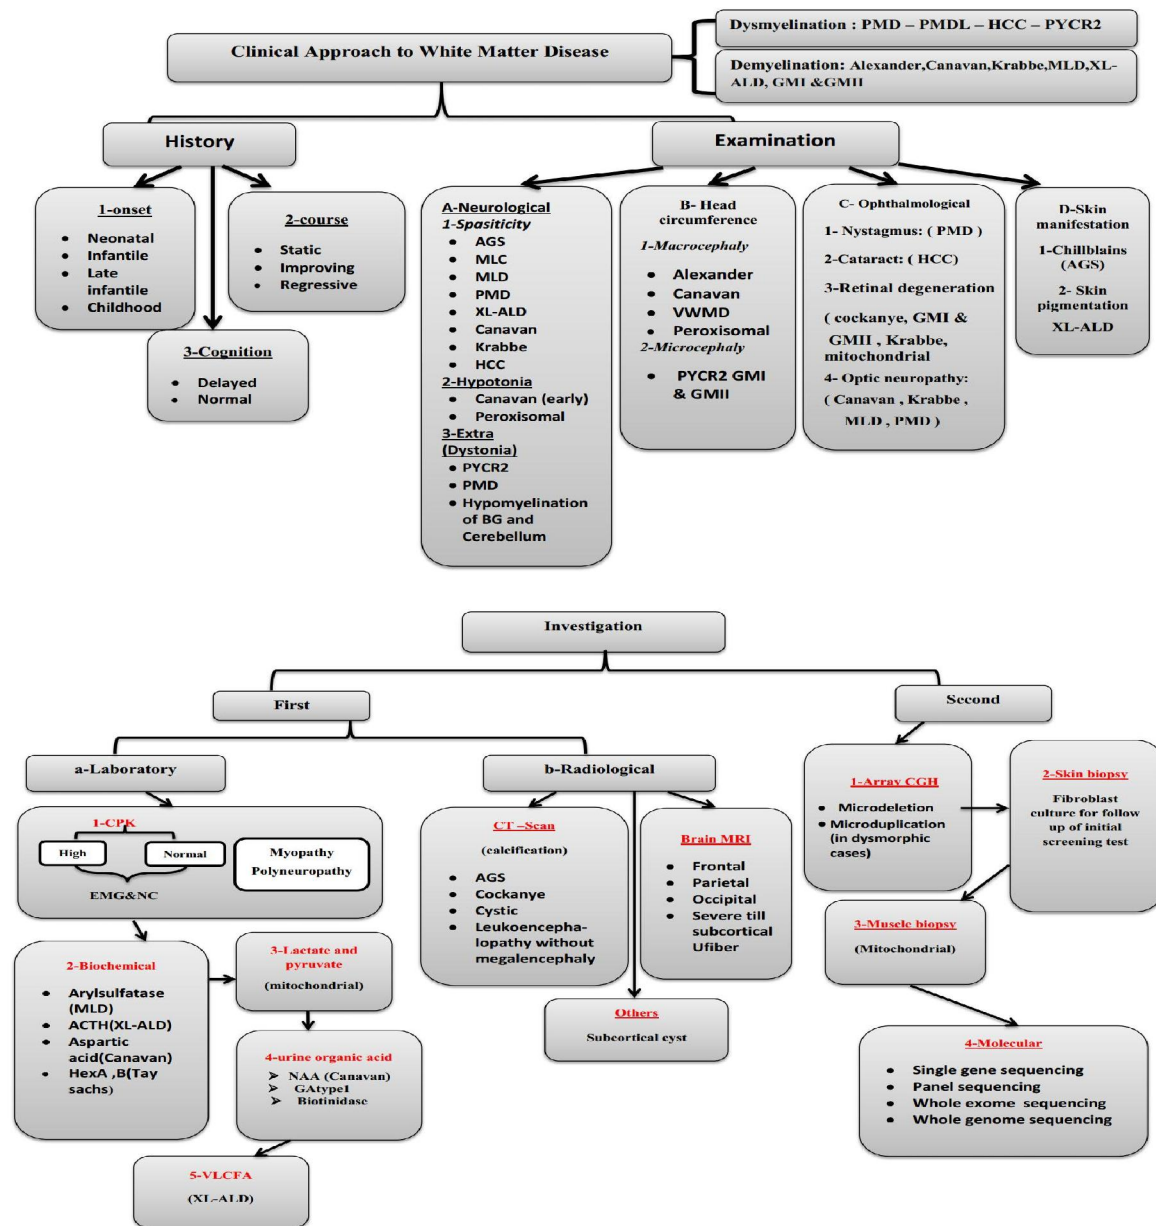 Clinical Approach to White Matter Disease
Dysmyelination : PMD – PMDL – HCC – PYCR2
Demyelination: Alexander,Canavan,Krabbe,MLD,XL-
ALD, GMI &GMII
History
Examination
1-onset
• Neonatal
• Infantile
• Late
infantile
• Childhood
2-course
• Static
• Improving
• Regressive
3-Cognition
• Delayed
• Normal
A-Neurological
1-Spasiticity
• AGS
• MLC
• MLD
• PMD
• XL-ALD
• Canavan
• Krabbe
• HCC
2-Hypotonia
• Canavan (early)
• Peroxisomal
3-Extra
(Dystonia)
• PYCR2
• PMD
• Hypomyelination
of BG and
Cerebellum
B- Head
circumference
1-Macrocephaly
• Alexander
• Canavan
• VWMD
• Peroxisomal
2-Microcephaly
• PYCR2 GMI
& GMII
C- Ophthalmological
1- Nystagmus: ( PMD )
2-Cataract: ( HCC)
3-Retinal degeneration
( cockanye, GMI &
GMII , Krabbe,
mitochondrial
4- Optic neuropathy:
( Canavan , Krabbe ,
MLD , PMD )
D-Skin
manifestation
1-Chillblains
(AGS)
2- Skin
pigmentation
XL-ALD
Investigation
First
Second
a-Laboratory
b-Radiological
1-CPK
High
Normal
EMG&NC
Myopathy
Polyneuropathy
2-Biochemical
• Arylsulfatase
(MLD)
• ACTH(XL-ALD)
• Aspartic
acid(Canavan)
• HexA ,B(Tay
sachs)
3-Lactate and
pyruvate
(mitochondrial)
4-urine organic acid
➢ NAA (Canavan)
➢ GAtype1
➢ Biotinidase
5-VLCFA
(XL-ALD)
CT –Scan
(calcification)
• AGS
• Cockanye
• Cystic
• Leukoencepha-
lopathy without
megalencephaly
Brain MRI
• Frontal
• Parietal
• Occipital
• Severe till
subcortical
Ufiber
Others
Subcortical cyst
1-Array CGH
• Microdeletion
• Microduplication
(in dysmorphic
cases)
2-Skin biopsy
Fibroblast
culture for follow
up of initial
screening test
3-Muscle biopsy
(Mitochondrial)
4-Molecular
• Single gene sequencing
• Panel sequencing
• Whole exome sequencing
• Whole genome sequencing